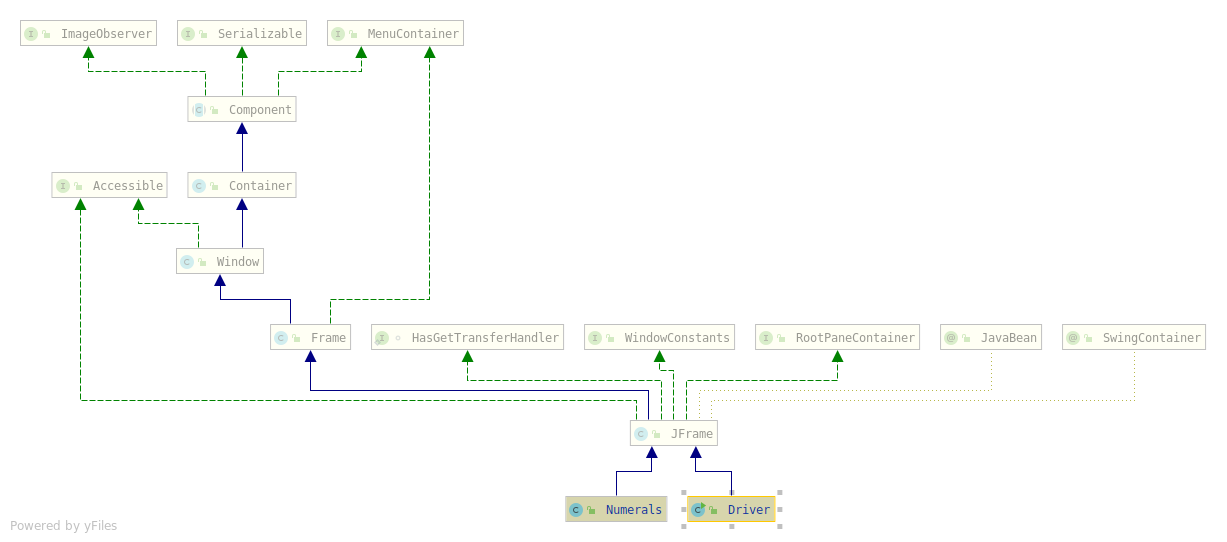 ImageObserver
Serializable
MenuContainer
Component
Accessible
Container
Window
Frame
HasGetTransferHandler
WindowConstants
RootPaneContainer
JavaBean
SwingContainer
JFrame
Numerals
Driver
Powered by yFiles